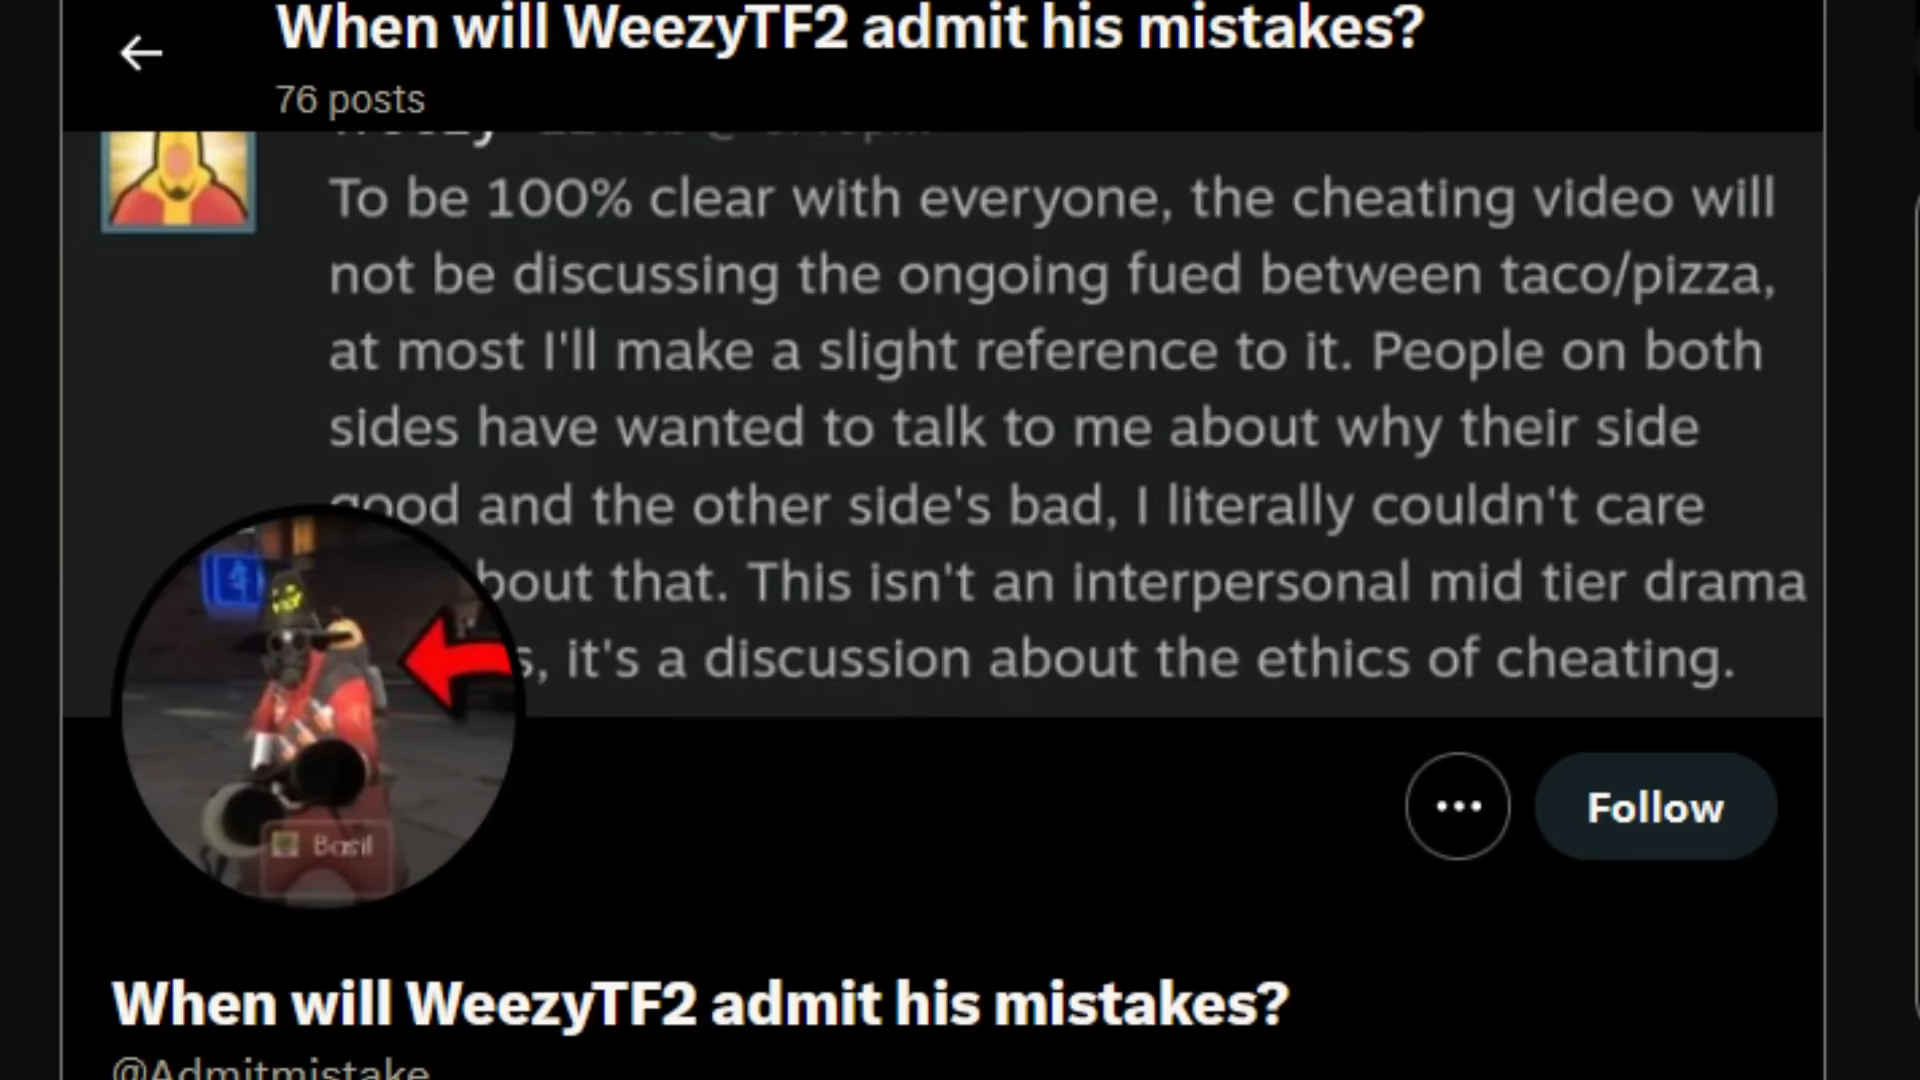 When will WeezyTF2 admit his mistakes?
76 posts
To be 100% clear with everyone, the cheating video will
not be discussing the ongoing fued between taco/pizza,
at most I'll make a slight reference to it. People on both
sides have wanted to talk to me about why their side
good and the other side's bad, I literally couldn't care
bout that. This isn't an interpersonal mid tier drama
s, it's a discussion about the ethics of cheating.
Basil
Follow
When will WeezyTF2 admit his mistakes?
@Admitmistake